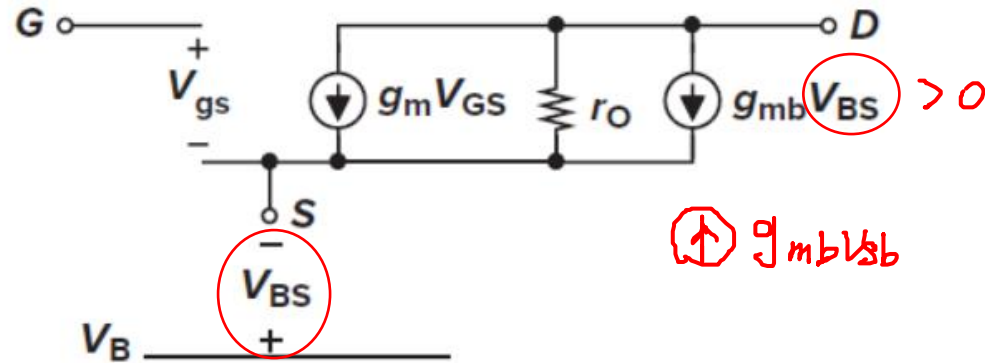 G D
+
V_gs g_m V_GS r_O g_mb V_BS > 0
−
S
− ↑ g_mb v_sb
V_BS
+
V_B